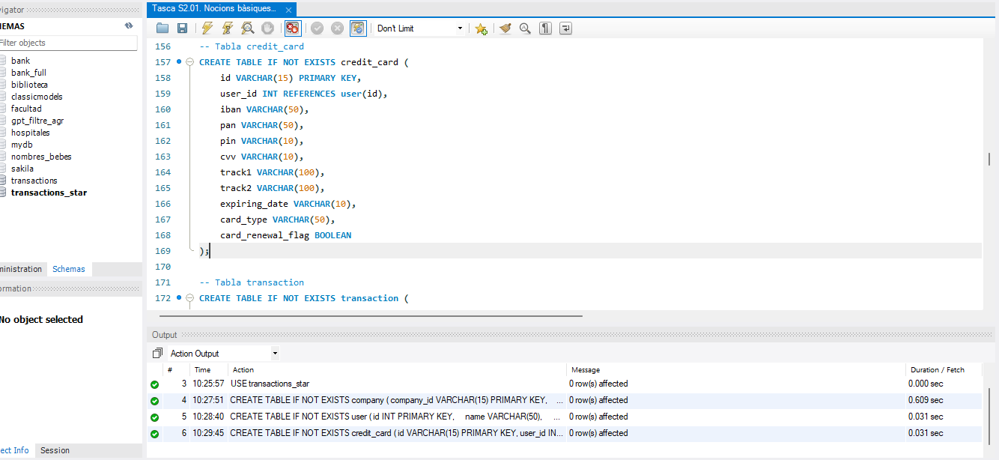 vigator
Tasca S2.01. Nocions bàsiques...
HEMAS
Filter objects
bank
bank_full
biblioteca
classicmodels
facultad
gpt_filtre_agr
hospitales
mydb
nombres_bebes
sakila
transactions
transactions_star
ministration Schemas
ormation
No object selected
ect Info Session
Don't Limit
156 -- Tabla credit_card
157 CREATE TABLE IF NOT EXISTS credit_card (
158 id VARCHAR(15) PRIMARY KEY,
159 user_id INT REFERENCES user(id),
160 iban VARCHAR(50),
161 pan VARCHAR(50),
162 pin VARCHAR(10),
163 cvv VARCHAR(10),
164 track1 VARCHAR(100),
165 track2 VARCHAR(100),
166 expiring_date VARCHAR(10),
167 card_type VARCHAR(50),
168 card_renewal_flag BOOLEAN
169 );
170
171 -- Tabla transaction
172 CREATE TABLE IF NOT EXISTS transaction (
Output
Action Output
# Time Action Message Duration / Fetch
3 10:25:57 USE transactions_star 0 row(s) affected 0.000 sec
4 10:27:51 CREATE TABLE IF NOT EXISTS company ( company_id VARCHAR(15) PRIMARY KEY, ... 0 row(s) affected 0.609 sec
5 10:28:40 CREATE TABLE IF NOT EXISTS user ( id INT PRIMARY KEY, name VARCHAR(50), ... 0 row(s) affected 0.031 sec
6 10:29:45 CREATE TABLE IF NOT EXISTS credit_card ( id VARCHAR(15) PRIMARY KEY, user_id IN... 0 row(s) affected 0.031 sec